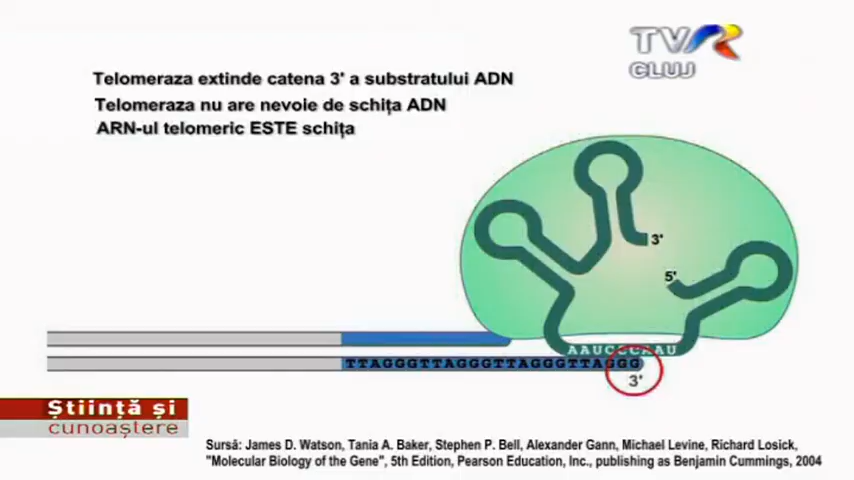 TVR
CLUJ
Telomeraza extinde catena 3' a substratului ADN
Telomeraza nu are nevoie de schița ADN
ARN-ul telomeric ESTE schița
3'
5'
AAUCCCAAU
TTAGGGTTAGGGTTAGGGTTAGGG
3'
Știință și
cunoaștere
Sursă: James D. Watson, Tania A. Baker, Stephen P. Bell, Alexander Gann, Michael Levine, Richard Losick,
"Molecular Biology of the Gene", 5th Edition, Pearson Education, Inc., publishing as Benjamin Cummings, 2004